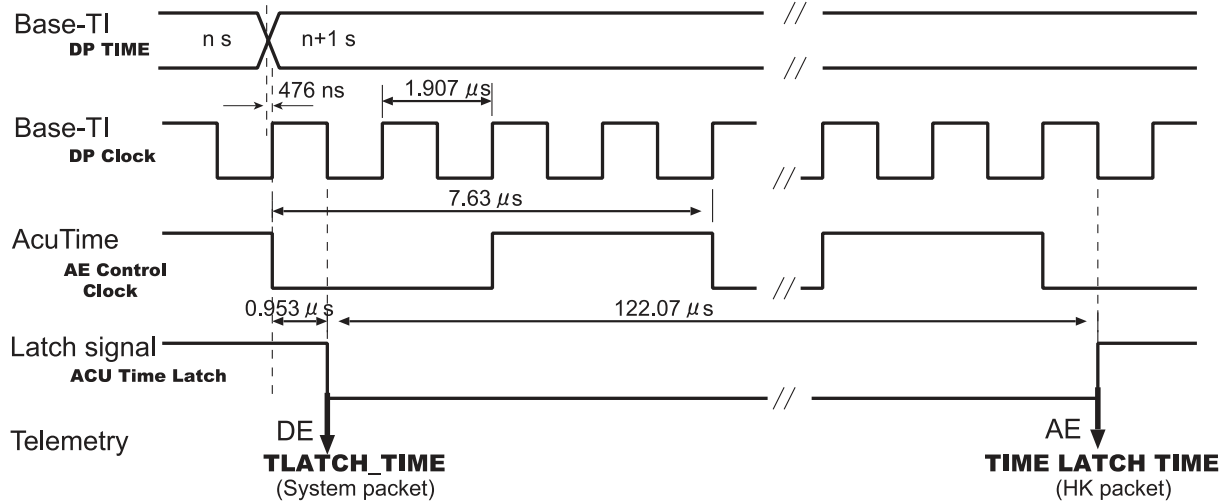 Base-TI
DP TIME
n s
n+1 s
476 ns
1.907 μs
Base-TI
DP Clock
7.63 μs
AcuTime
AE Control
Clock
0.953 μs
122.07 μs
Latch signal
ACU Time Latch
Telemetry
DE
TLATCH_TIME
(System packet)
AE
TIME LATCH TIME
(HK packet)